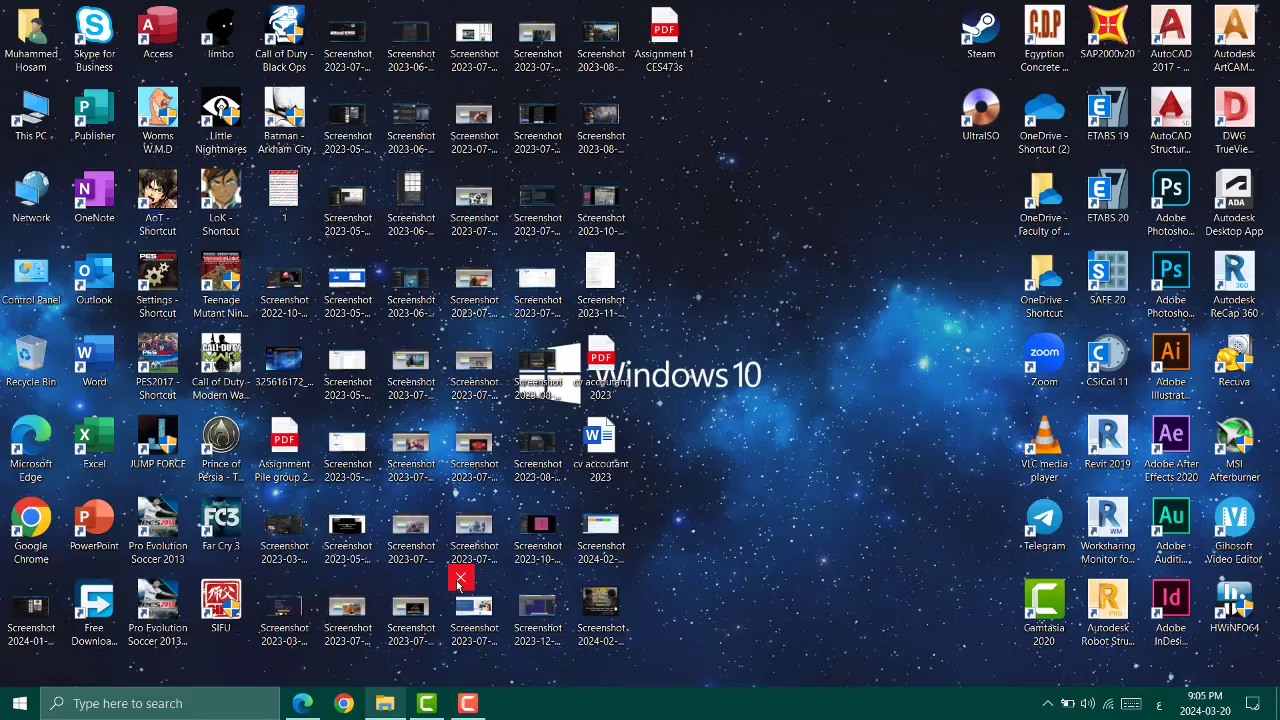 Muhammed Hosam
Skype for Business
Access
limbo
Call of Duty Black Ops
Screenshot 2023-07-...
Screenshot 2023-06-...
Screenshot 2023-07-...
Screenshot 2023-07-...
Screenshot 2023-08-...
Assignment 1 CES473s
Steam
Egyption Concrete ...
SAP2000v20
AutoCAD 2017 - ...
Autodesk ArtCAM...
This PC
Publisher
Worms W.M.D
Little Nightmares
Batman - Arkham City
Screenshot 2023-05-...
Screenshot 2023-06-...
Screenshot 2023-07-...
Screenshot 2023-07-...
Screenshot 2023-08-...
UltraISO
OneDrive - Shortcut (2)
ETABS 19
AutoCAD Structur...
DWG TrueVie...
Network
OneNote
AoT - Shortcut
LoK - Shortcut
Screenshot 2023-05-...
Screenshot 2023-06-...
Screenshot 2023-07-...
Screenshot 2023-07-...
Screenshot 2023-10-...
OneDrive - Faculty of ...
ETABS 20
Adobe Photosho...
Autodesk Desktop App
Control Panel
Outlook
Settings - Shortcut
Teenage Mutant Nin...
Screenshot 2022-10-...
Screenshot 2023-05-...
Screenshot 2023-06-...
Screenshot 2023-07-...
Screenshot 2023-07-...
Screenshot 2023-11-...
OneDrive - Shortcut
SAFE 20
Adobe Photosho...
Autodesk ReCap 360
Recycle Bin
Word
PES2017 - Shortcut
Call of Duty - Modern Wa...
Screenshot 2023-05-...
Screenshot 2023-07-...
Screenshot 2023-07-...
cv accoutant 2023
Windows 10
Zoom
CSiCol 11
Adobe Illustrat...
Microsoft Edge
Excel
JUMP FORCE
Prince of Persia - T...
Assignment Pile group 2...
Screenshot 2023-05-...
Screenshot 2023-07-...
Screenshot 2023-07-...
Screenshot 2023-08-...
cv accoutant 2023
VLC media player
Revit 2019
Adobe After Effects 2020
MSI Afterburner
Google Chrome
PowerPoint
Pro Evolution Soccer 2013
Far Cry 3
Screenshot
Screenshot 2023-05-...
Screenshot 2023-07-...
Screenshot 2023-07-...
Screenshot 2023-10-...
Screenshot 2024-02-...
Telegram
Worksharing Monitor fo...
Adobe Auditi...
Gihosoft Video Editor
Screenshot 2024-01-...
Free Downloa...
Pro Evolution Soccer 2013...
SIFU
Screenshot 2023-03-...
Screenshot 2023-06-...
Screenshot 2023-07-...
Screenshot 2023-07-...
Screenshot 2023-12-...
Screenshot 2024-02-...
Camtasia 2020
Autodesk Robot Stru...
Adobe InDesi...
HWiNFO64
Type here to search
ع
9:05 PM
2024-03-20